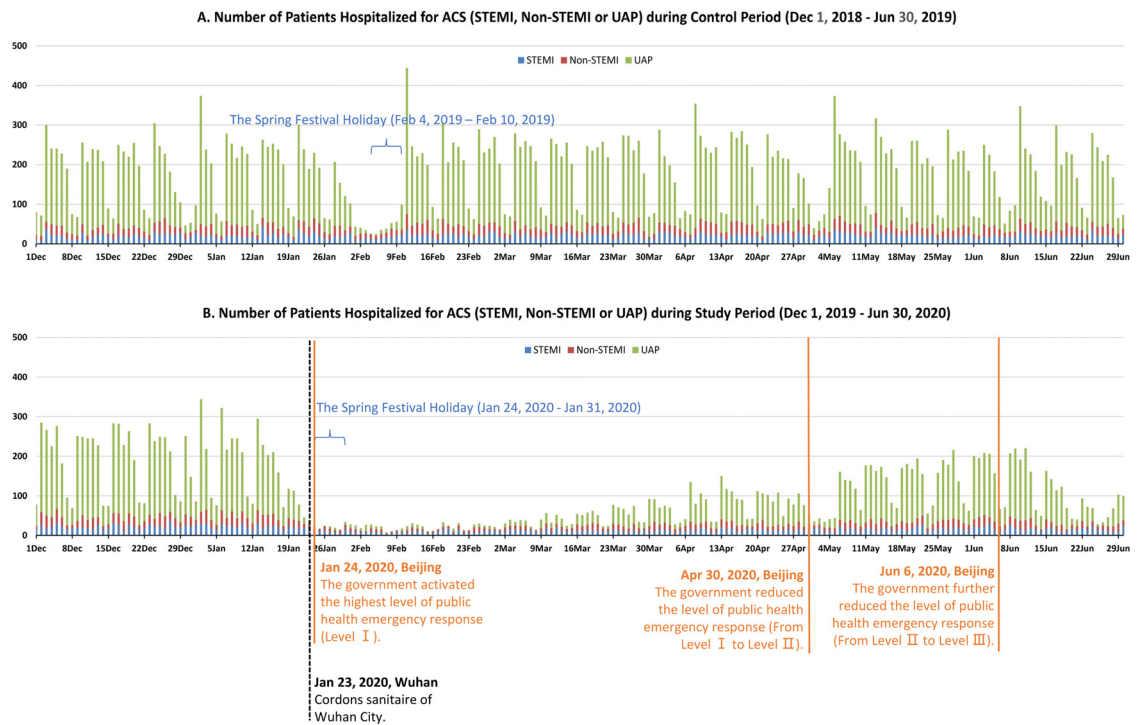 A. Number of Patients Hospitalized for ACS (STEMI, Non-STEMI or UAP) during Control Period (Dec 1, 2018 - Jun 30, 2019)
500
400
300
200
100
0
STEMI Non-STEMI UAP
The Spring Festival Holiday (Feb 4, 2019 – Feb 10, 2019)
1Dec 8Dec 15Dec 22Dec 29Dec 5Jan 12Jan 19Jan 26Jan 2Feb 9Feb 16Feb 23Feb 2Mar 9Mar 16Mar 23Mar 30Mar 6Apr 13Apr 20Apr 27Apr 4May 11May 18May 25May 1Jun 8Jun 15Jun 22Jun 29Jun
B. Number of Patients Hospitalized for ACS (STEMI, Non-STEMI or UAP) during Study Period (Dec 1, 2019 - Jun 30, 2020)
500
400
300
200
100
0
STEMI Non-STEMI UAP
The Spring Festival Holiday (Jan 24, 2020 - Jan 31, 2020)
1Dec 8Dec 15Dec 22Dec 29Dec 5Jan 12Jan 19Jan 26Jan 2Feb 9Feb 16Feb 23Feb 2Mar 9Mar 16Mar 23Mar 30Mar 6Apr 13Apr 20Apr 27Apr 4May 11May 18May 25May 1Jun 8Jun 15Jun 22Jun 29Jun
Jan 24, 2020, Beijing
The government activated
the highest level of public
health emergency response
(Level Ⅰ).
Apr 30, 2020, Beijing
The government reduced
the level of public health
emergency response (From
Level Ⅰ to Level Ⅱ).
Jun 6, 2020, Beijing
The government further
reduced the level of public
health emergency response
(From Level Ⅱ to Level Ⅲ).
Jan 23, 2020, Wuhan
Cordons sanitaire of
Wuhan City.